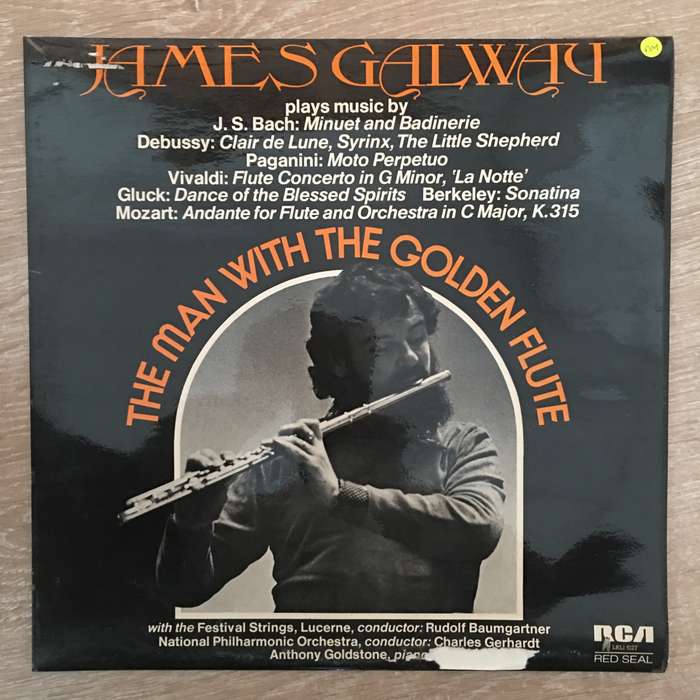 JAMES GALWAY
plays music by
J. S. Bach: Minuet and Badinerie
Debussy: Clair de Lune, Syrinx, The Little Shepherd
Paganini: Moto Perpetuo
Vivaldi: Flute Concerto in G Minor, 'La Notte'
Gluck: Dance of the Blessed Spirits Berkeley: Sonatina
Mozart: Andante for Flute and Orchestra in C Major, K.315
THE MAN WITH THE GOLDEN FLUTE
with the Festival Strings, Lucerne, conductor: Rudolf Baumgartner
National Philharmonic Orchestra, conductor: Charles Gerhardt
Anthony Goldstone, piano
RCA
RED SEAL